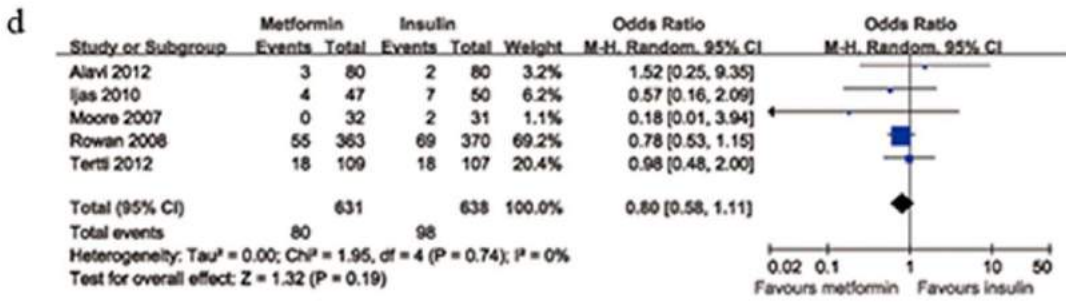 d
Metformin Insulin Odds Ratio Odds Ratio
Study or Subgroup Events Total Events Total Weight M-H. Random. 95% CI M-H. Random. 95% CI
Alavi 2012 3 80 2 80 3.2% 1.52 [0.25, 9.35]
Ijas 2010 4 47 7 50 6.2% 0.57 [0.16, 2.09]
Moore 2007 0 32 2 31 1.1% 0.18 [0.01, 3.94]
Rowan 2008 55 363 69 370 69.2% 0.78 [0.53, 1.15]
Tertti 2012 18 109 18 107 20.4% 0.98 [0.48, 2.00]
Total (95% CI) 631 638 100.0% 0.80 [0.58, 1.11]
Total events 80 98
Heterogeneity: Tau² = 0.00; Chi² = 1.95, df = 4 (P = 0.74); I² = 0%
Test for overall effect: Z = 1.32 (P = 0.19)
0.02 0.1 1 10 50
Favours metformin Favours insulin